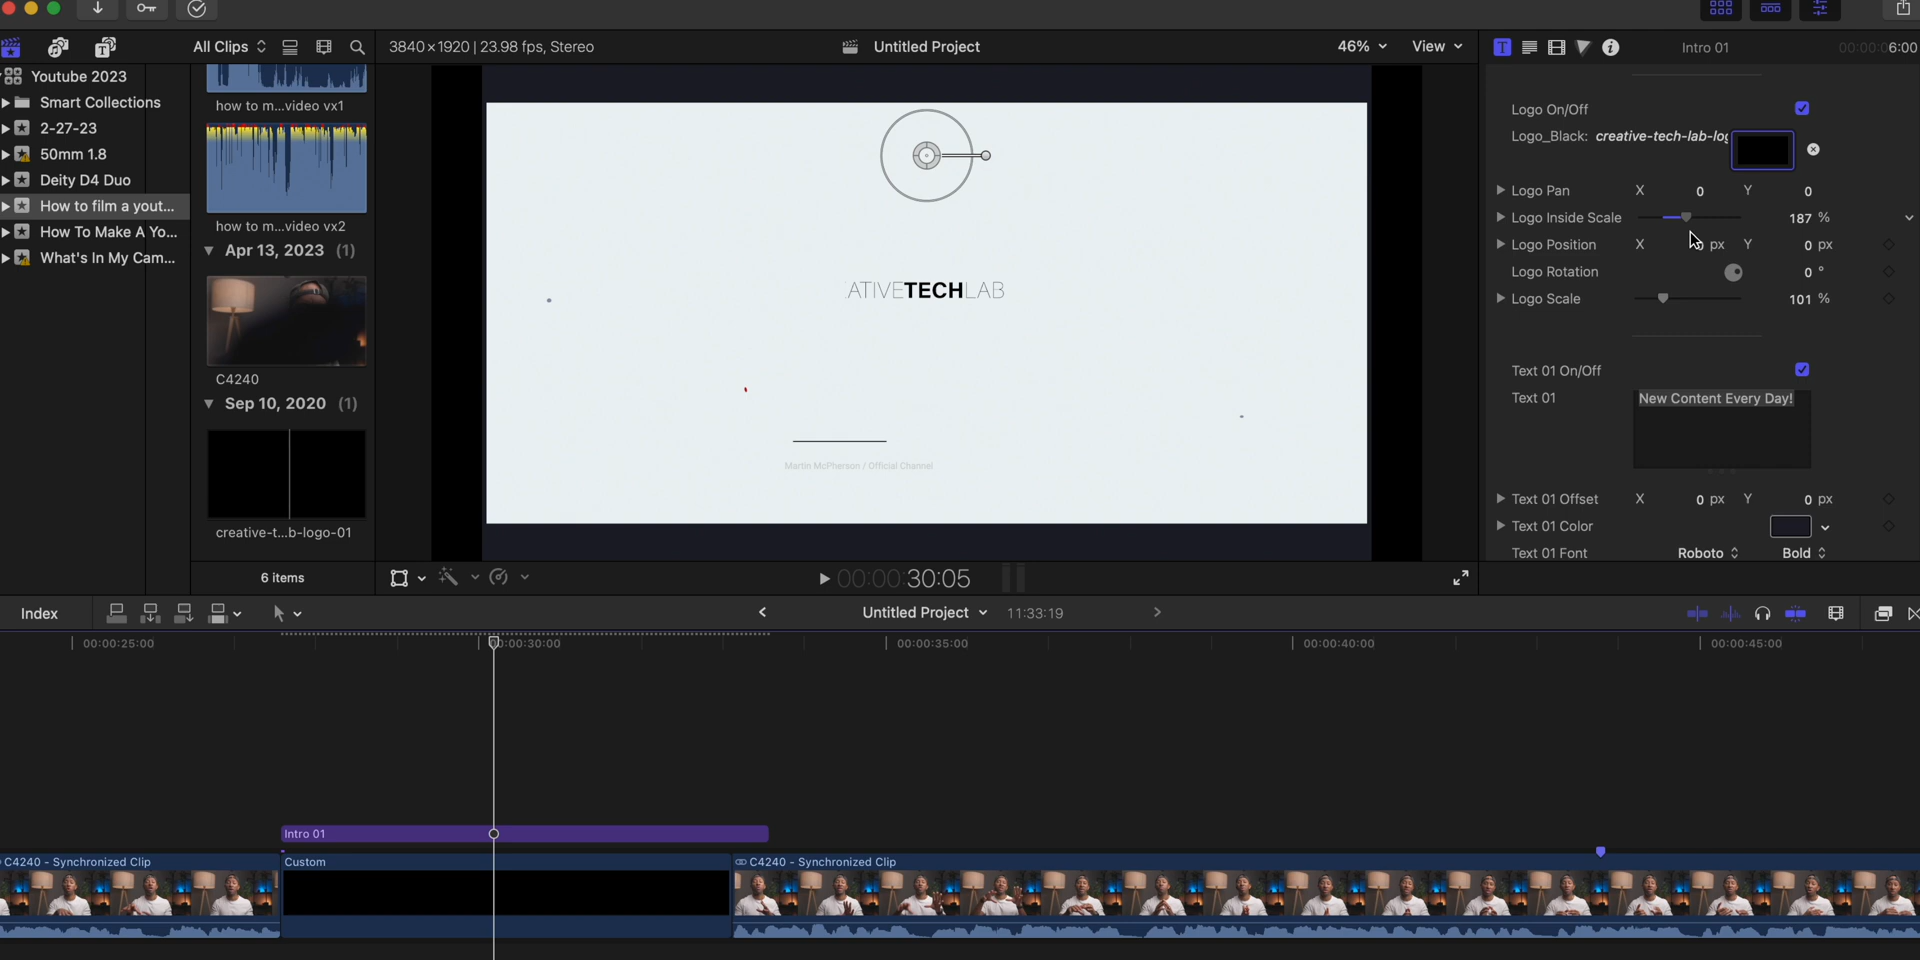 All Clips
3840×1920 | 23.98 fps, Stereo
Untitled Project
46%
View
Intro 01
00:00:06:00
Youtube 2023
Smart Collections
2-27-23
50mm 1.8
Deity D4 Duo
How to film a yout...
How To Make A Yo...
What's In My Cam...
how to m...video vx1
how to m...video vx2
Apr 13, 2023 (1)
C4240
Sep 10, 2020 (1)
creative-t...b-logo-01
6 items
ATIVETECHLAB
Martin McPherson / Official Channel
Logo On/Off
Logo_Black: creative-tech-lab-log
Logo Pan X 0 Y 0
Logo Inside Scale 187 %
Logo Position X px Y 0 px
Logo Rotation 0 °
Logo Scale 101 %
Text 01 On/Off
Text 01
New Content Every Day!
Text 01 Offset X 0 px Y 0 px
Text 01 Color
Text 01 Font Roboto Bold
00:00:30:05
Index
Untitled Project
11:33:19
00:00:25:00
00:00:30:00
00:00:35:00
00:00:40:00
00:00:45:00
Intro 01
C4240 - Synchronized Clip
Custom
C4240 - Synchronized Clip